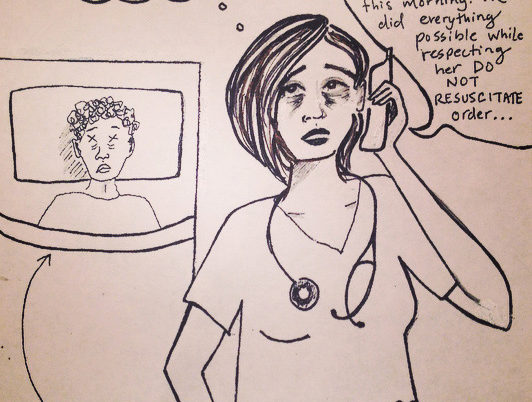 this morning. We
did everything
possible while
respecting
her DO
NOT
RESUSCITATE
order...